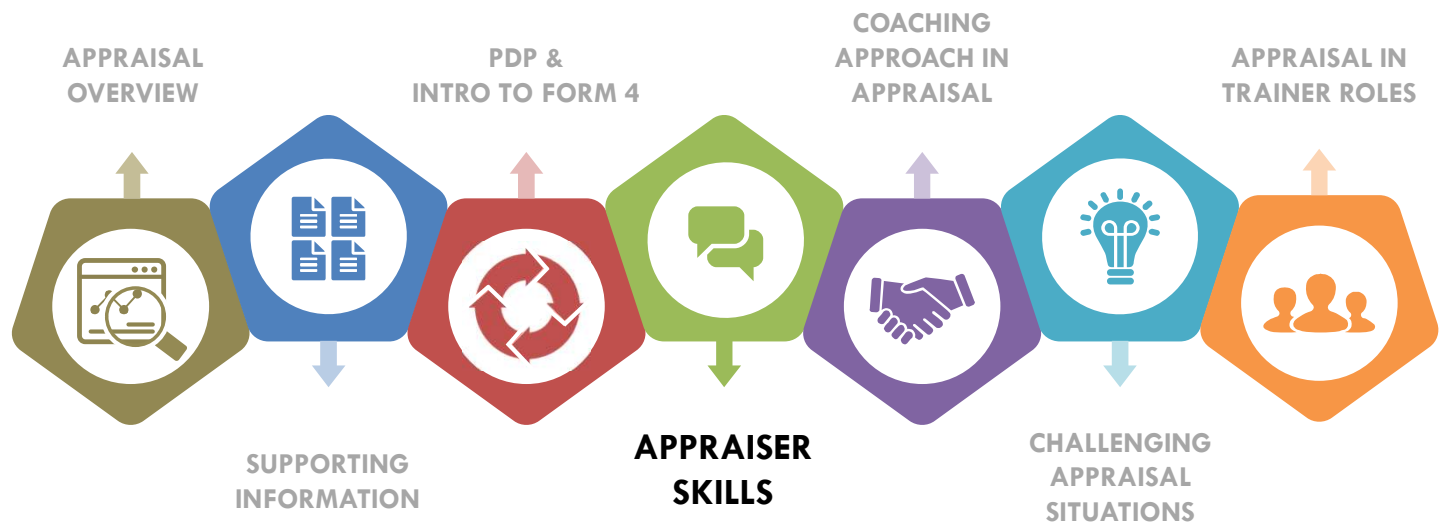 APPRAISAL
OVERVIEW
SUPPORTING
INFORMATION
PDP &
INTRO TO FORM 4
APPRAISER
SKILLS
COACHING
APPROACH IN
APPRAISAL
CHALLENGING
APPRAISAL
SITUATIONS
APPRAISAL IN
TRAINER ROLES